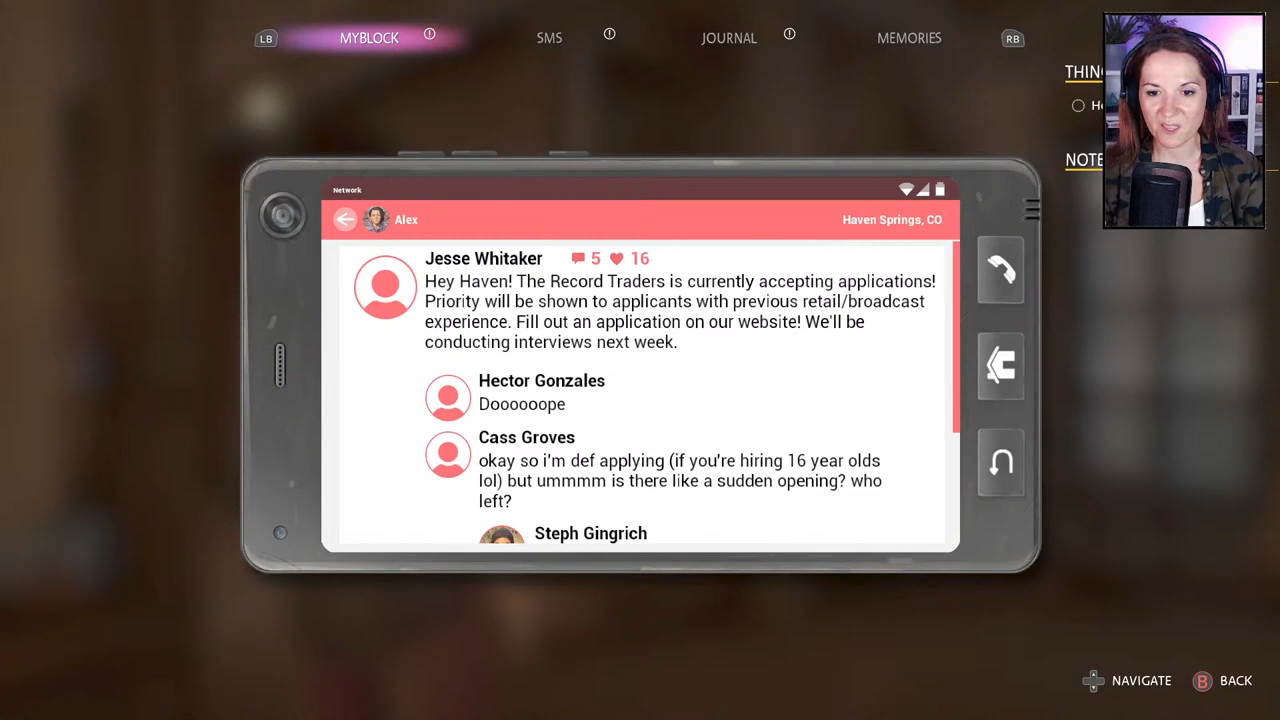 LB MYBLOCK SMS JOURNAL MEMORIES RB
THIN
H
NOTE
Network
Alex Haven Springs, CO
Jesse Whitaker 5 16
Hey Haven! The Record Traders is currently accepting applications!
Priority will be shown to applicants with previous retail/broadcast
experience. Fill out an application on our website! We'll be
conducting interviews next week.
Hector Gonzales
Doooooope
Cass Groves
okay so i'm def applying (if you're hiring 16 year olds
lol) but ummmm is there like a sudden opening? who
left?
Steph Gingrich
NAVIGATE B BACK